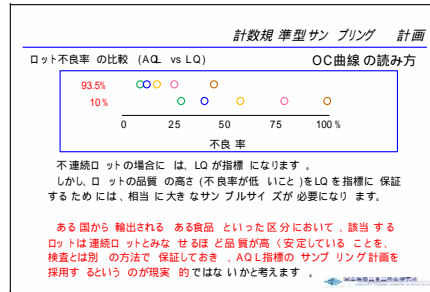 計数規準型サンプリング 計画
ロット不良率の比較 (AQL vs LQ)
OC曲線の読み方
93.5%
10%
0 25 50 75 100%
不良率
不連続ロットの場合に は、LQ が指標 になります 。
しかし、ロ ットの品質 の高さ (不良率が低 いこと )をLQ を指標に 保証
する ためには、相当 に大きなサンプルサイズが 必要になり ます。
ある国から 輸出される ある食品 といった区分において 、該当 する
ロットは連続ロットとみな せるほど品質が高 く安定している ことを、
検査とは別 の方法で 保証しておき 、AQL指標の サンプリング計画を
採用するという のが現実 的ではな いかと考えます 。